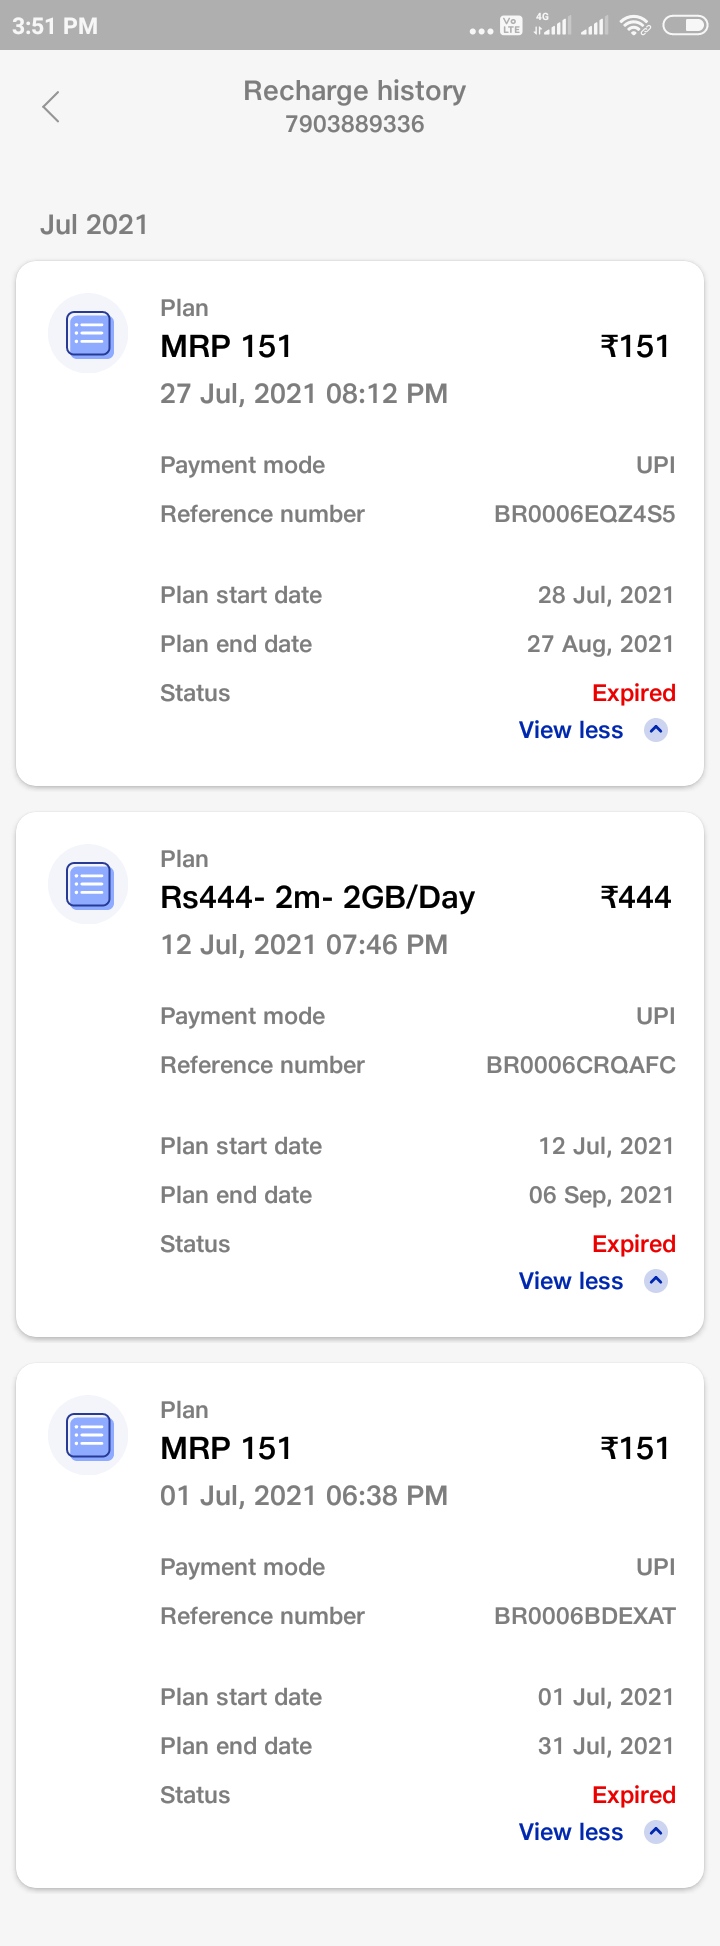 3:51 PM
Vo LTE 4G
Recharge history
7903889336
Jul 2021
Plan
MRP 151 ₹151
27 Jul, 2021 08:12 PM
Payment mode UPI
Reference number BR0006EQZ4S5
Plan start date 28 Jul, 2021
Plan end date 27 Aug, 2021
Status Expired
View less
Plan
Rs444- 2m- 2GB/Day ₹444
12 Jul, 2021 07:46 PM
Payment mode UPI
Reference number BR0006CRQAFC
Plan start date 12 Jul, 2021
Plan end date 06 Sep, 2021
Status Expired
View less
Plan
MRP 151 ₹151
01 Jul, 2021 06:38 PM
Payment mode UPI
Reference number BR0006BDEXAT
Plan start date 01 Jul, 2021
Plan end date 31 Jul, 2021
Status Expired
View less